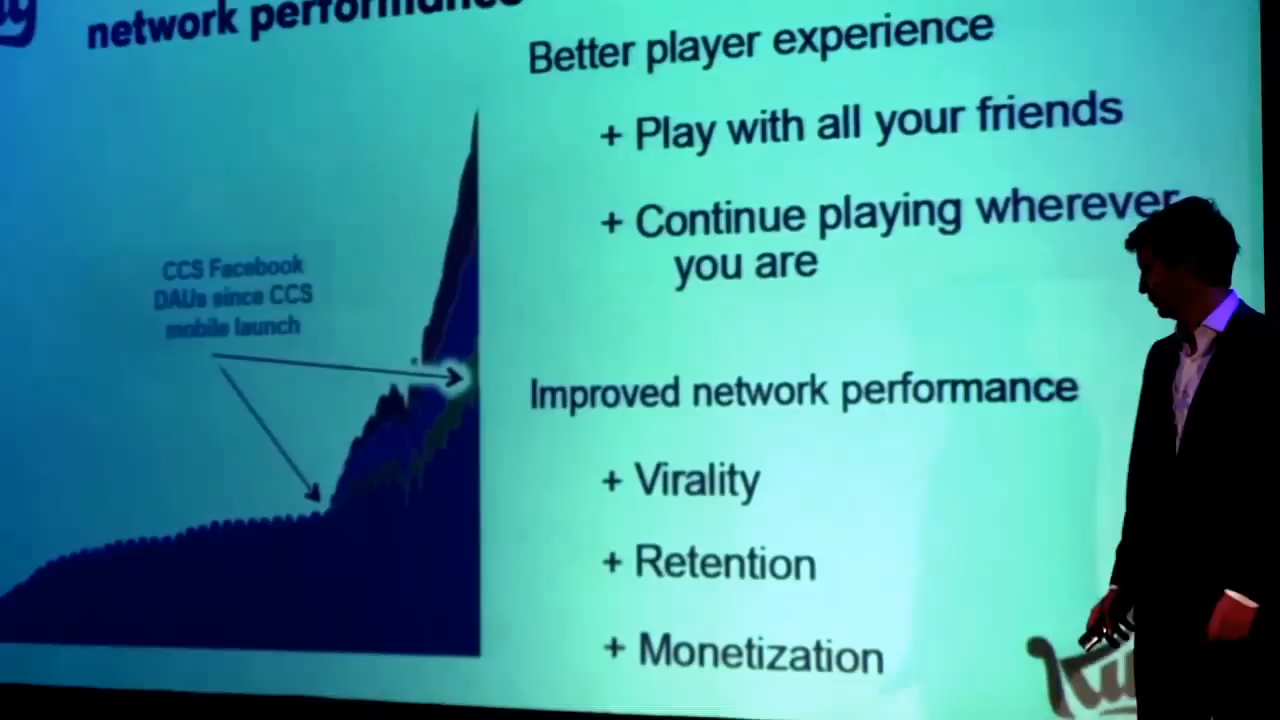 network performance
Better player experience
+ Play with all your friends
+ Continue playing wherever
you are
CCS Facebook
DAUs since CCS
mobile launch
Improved network performance
+ Virality
+ Retention
+ Monetization